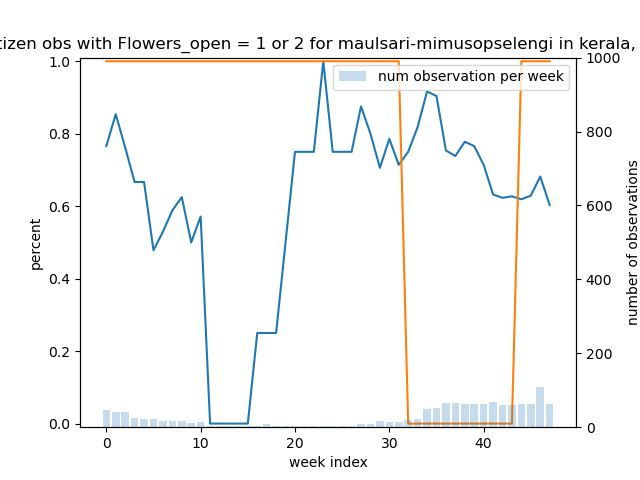 tizen obs with Flowers_open = 1 or 2 for maulsari-mimusopselengi in kerala,
num observation per week
percent
number of observations
1.0
0.8
0.6
0.4
0.2
0.0
1000
800
600
400
200
0
0 10 20 30 40
week index